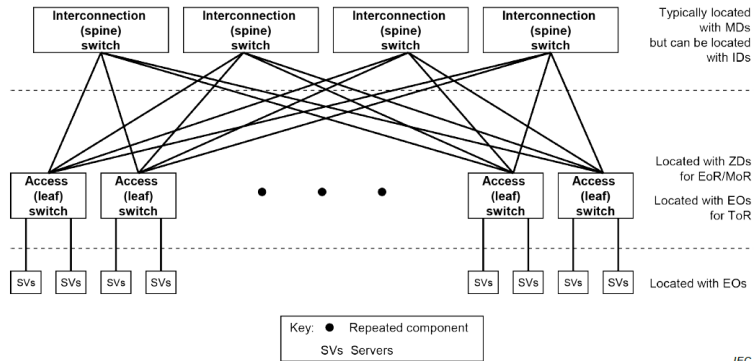 Interconnection
(spine)
switch
Interconnection
(spine)
switch
Interconnection
(spine)
switch
Interconnection
(spine)
switch
Typically located
with MDs
but can be located
with IDs
Located with ZDs
for EoR/MoR
Access
(leaf)
switch
Access
(leaf)
switch
Access
(leaf)
switch
Access
(leaf)
switch
Located with EOs
for ToR
SVs SVs SVs SVs SVs SVs SVs SVs
Located with EOs
Key: ● Repeated component
SVs Servers
IEC